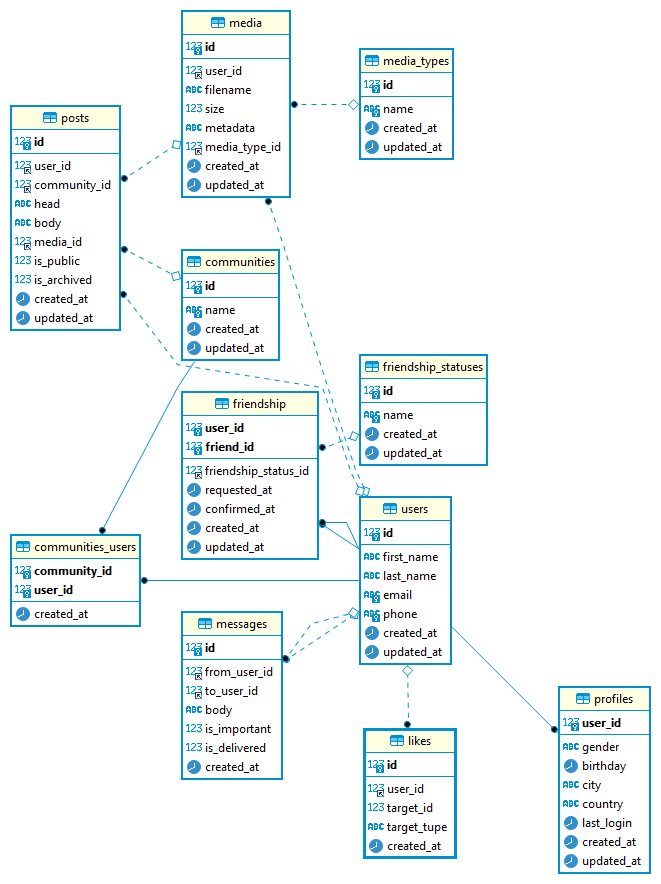 media
123 id
123 user_id
ABC filename
123 size
ABC metadata
123 media_type_id
created_at
updated_at
media_types
123 id
ABC name
created_at
updated_at
posts
123 id
123 user_id
123 community_id
ABC head
ABC body
123 media_id
123 is_public
123 is_archived
created_at
updated_at
communities
123 id
ABC name
created_at
updated_at
friendship_statuses
123 id
ABC name
created_at
updated_at
friendship
123 user_id
123 friend_id
123 friendship_status_id
requested_at
confirmed_at
created_at
updated_at
users
123 id
ABC first_name
ABC last_name
ABC email
ABC phone
created_at
updated_at
communities_users
123 community_id
123 user_id
created_at
messages
123 id
123 from_user_id
123 to_user_id
ABC body
123 is_important
123 is_delivered
created_at
profiles
123 user_id
ABC gender
birthday
ABC city
ABC country
last_login
created_at
updated_at
likes
123 id
123 user_id
123 target_id
ABC target_tupe
created_at